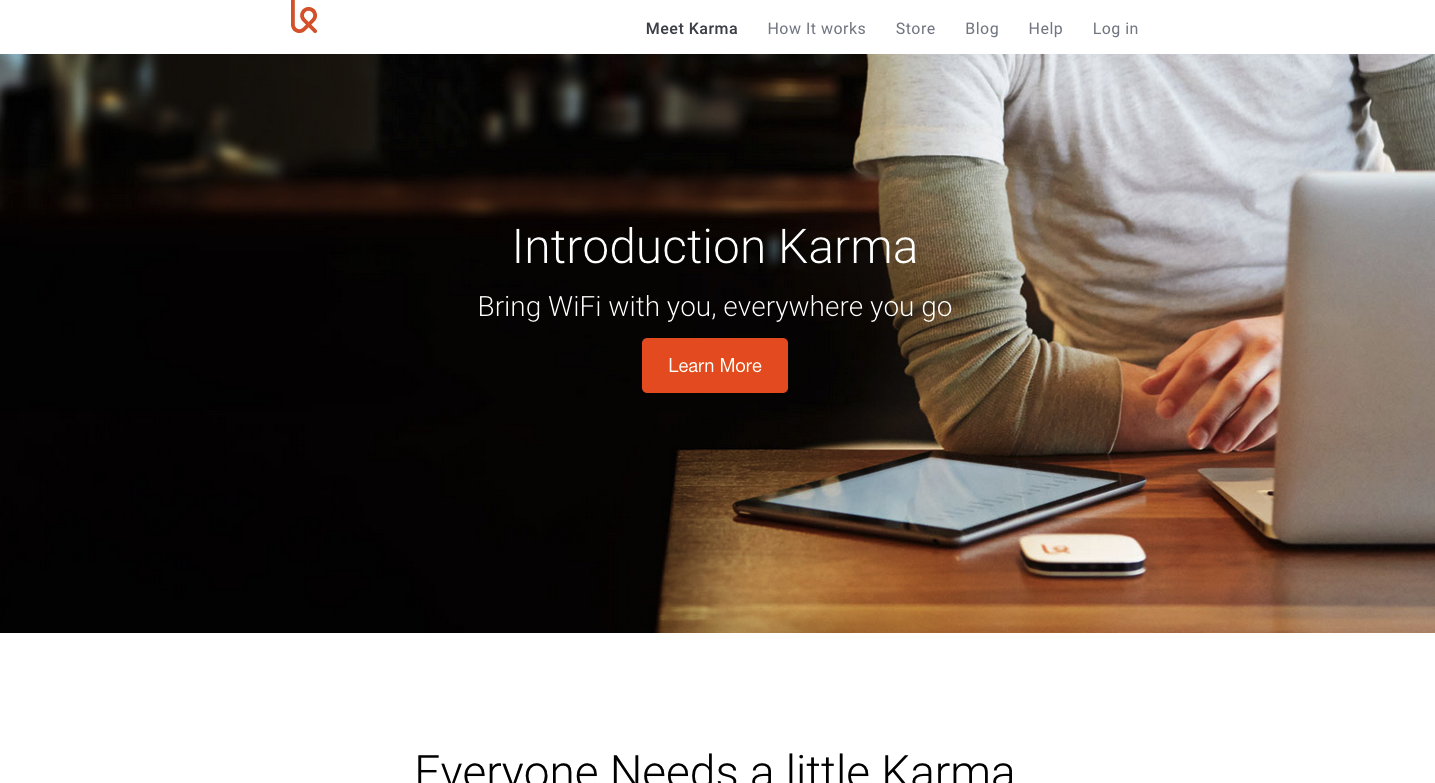 Meet Karma How It works Store Blog Help Log in
Introduction Karma
Bring WiFi with you, everywhere you go
Learn More
Everyone Needs a little Karma